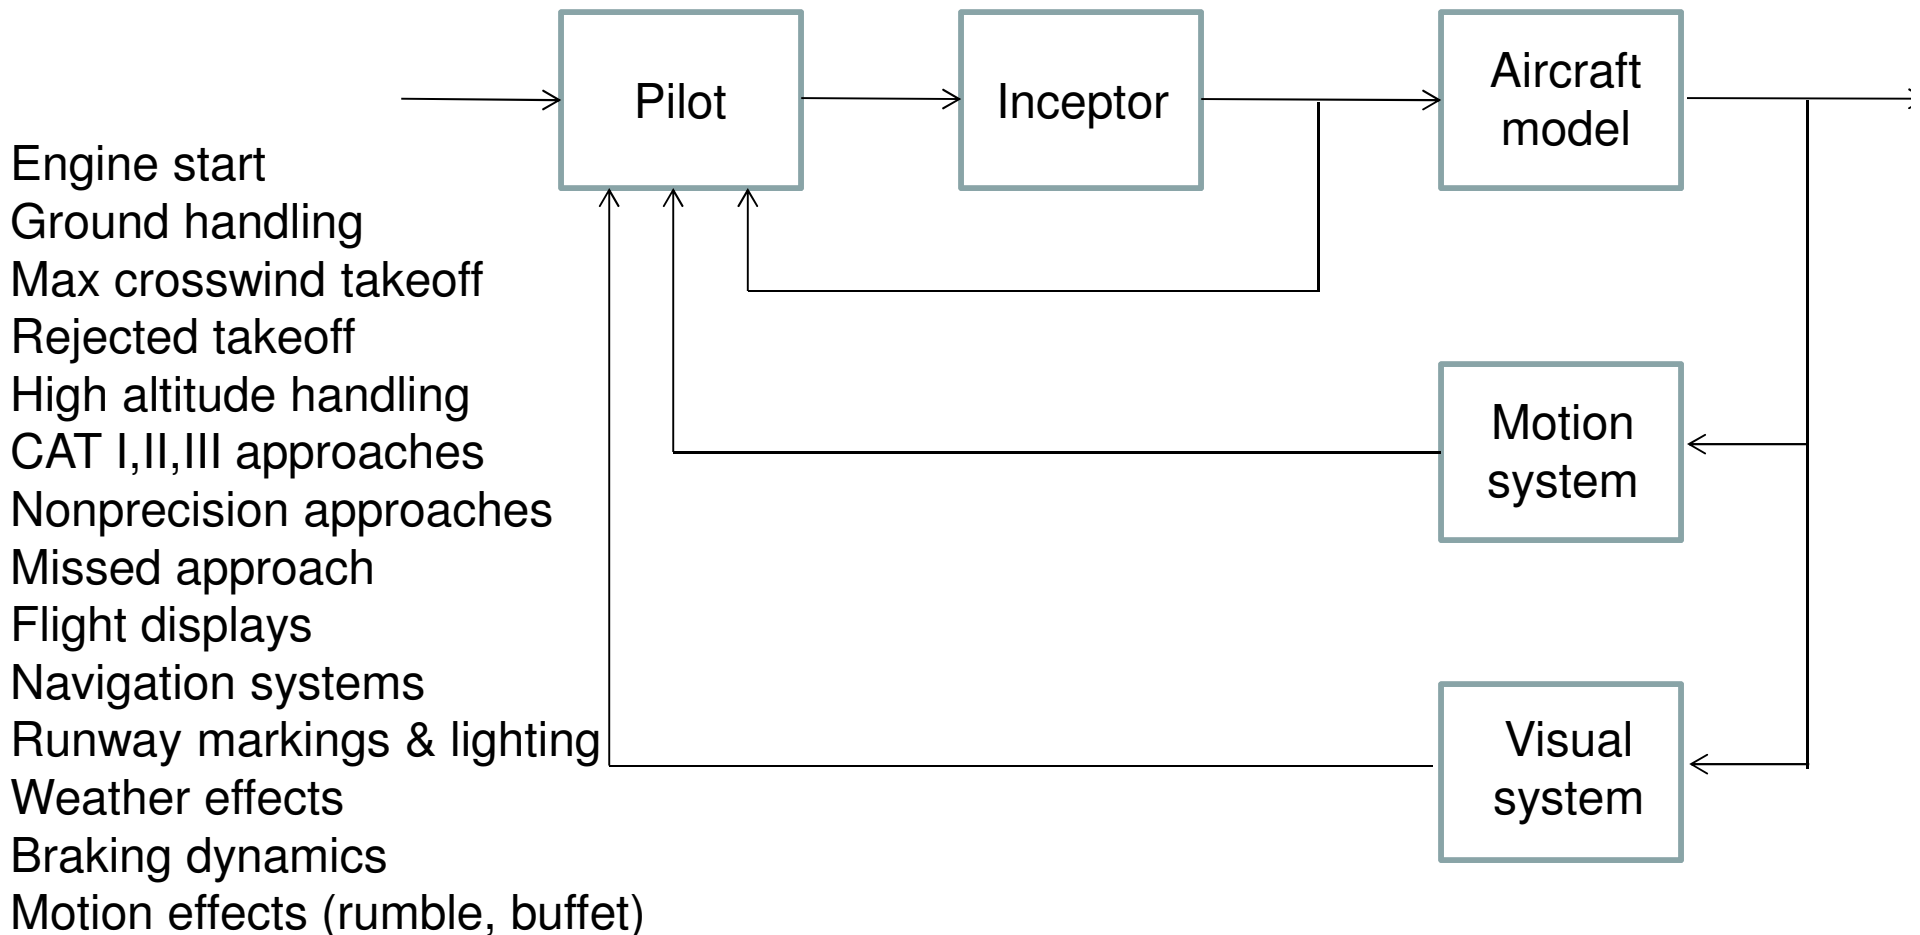 Pilot
Inceptor
Aircraft
model
Engine start
Ground handling
Max crosswind takeoff
Rejected takeoff
High altitude handling
CAT I,II,III approaches
Nonprecision approaches
Missed approach
Flight displays
Navigation systems
Runway markings & lighting
Weather effects
Braking dynamics
Motion effects (rumble, buffet)
Motion
system
Visual
system